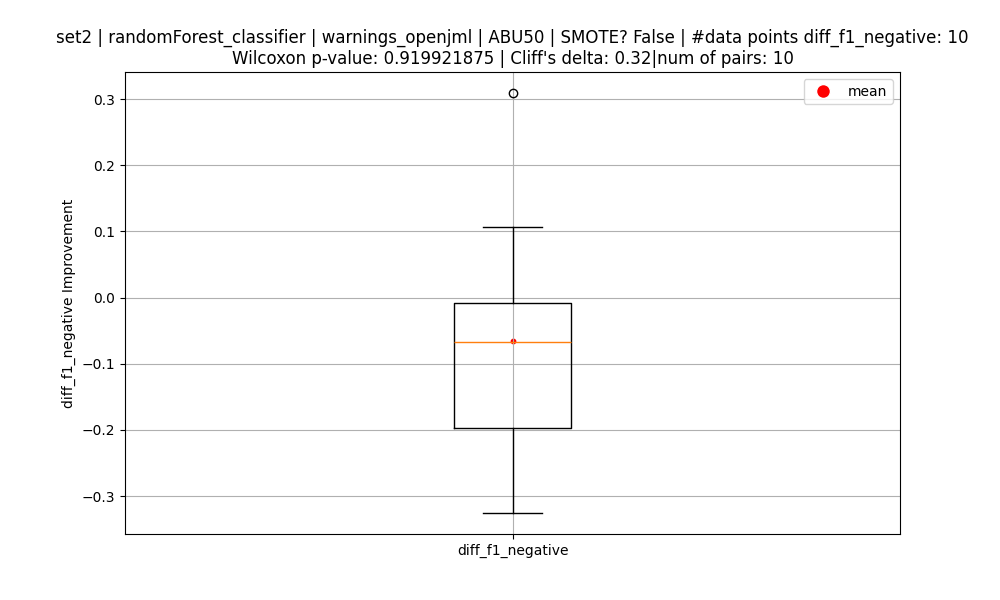 set2 | randomForest_classifier | warnings_openjml | ABU50 | SMOTE? False | #data points diff_f1_negative: 10
Wilcoxon p-value: 0.919921875 | Cliff's delta: 0.32|num of pairs: 10
mean
0.3
0.2
0.1
0.0
−0.1
−0.2
−0.3
diff_f1_negative Improvement
diff_f1_negative